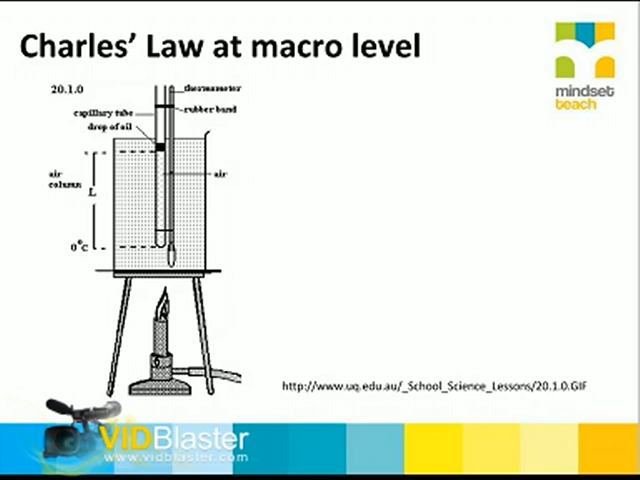 Charles’ Law at macro level
mindset
teach
20.1.0
thermometer
rubber band
capillary tube
drop of oil
air
column
L
air
0°C
http://www.uq.edu.au/_School_Science_Lessons/20.1.0.GIF
VIDBlaster
www.vidblaster.com